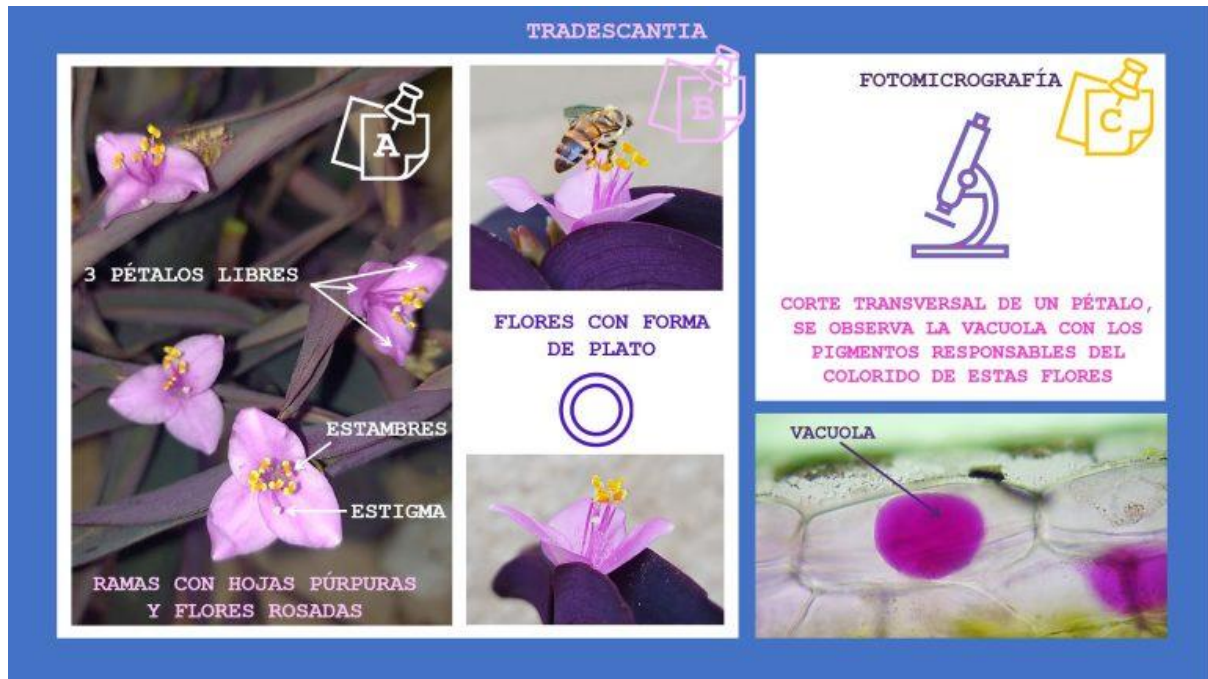 TRADESCANTIA
A
3 PÉTALOS LIBRES
ESTAMBRES
ESTIGMA
RAMAS CON HOJAS PÚRPURAS
Y FLORES ROSADAS
B
FLORES CON FORMA
DE PLATO
FOTOMICROGRAFÍA
C
CORTE TRANSVERSAL DE UN PÉTALO,
SE OBSERVA LA VACUOLA CON LOS
PIGMENTOS RESPONSABLES DEL
COLORIDO DE ESTAS FLORES
VACUOLA